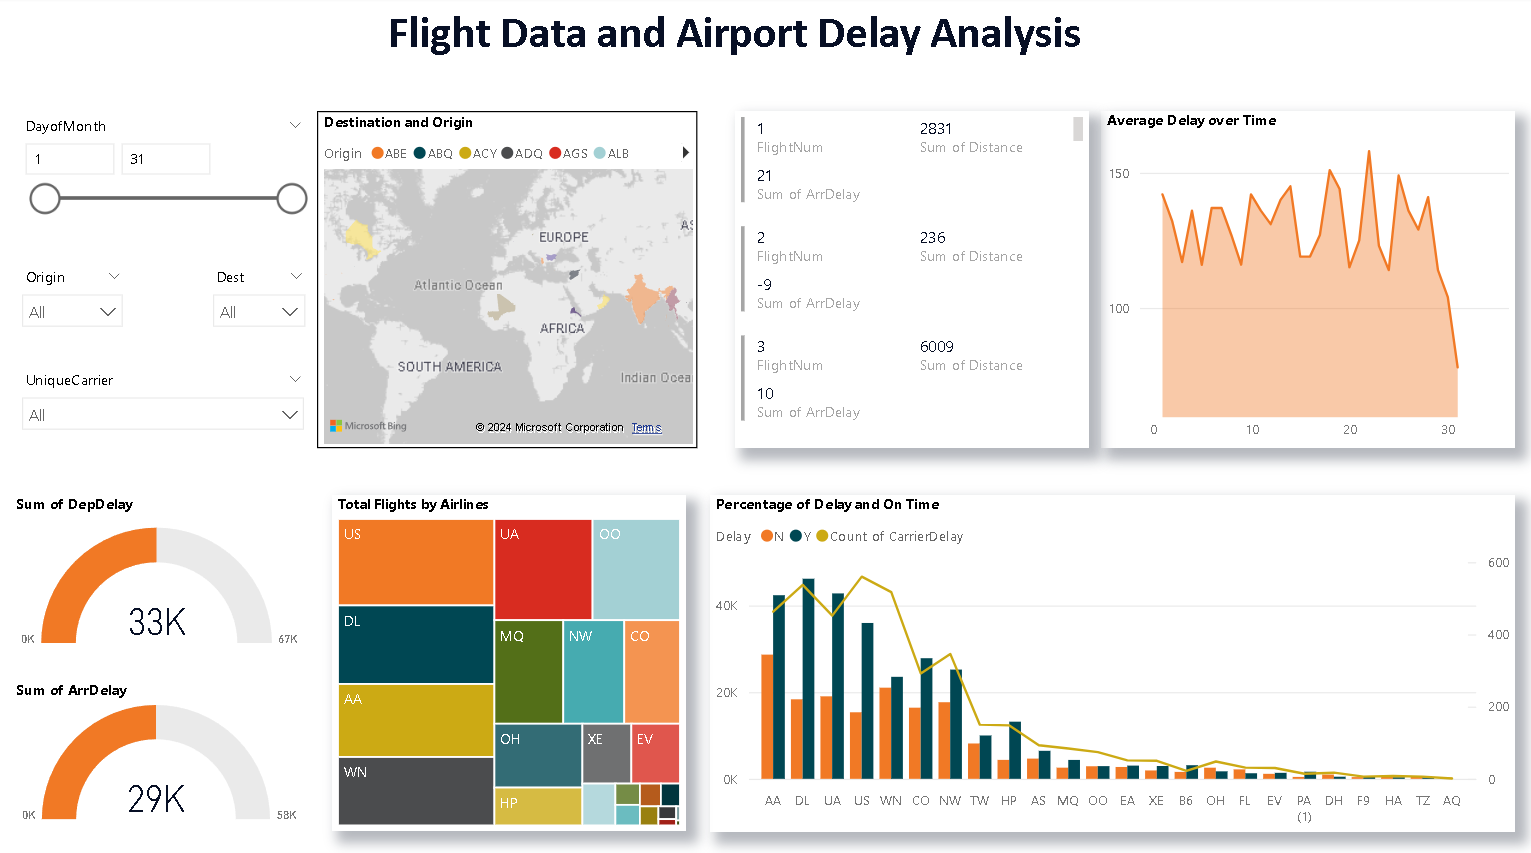 Flight Data and Airport Delay Analysis
DayofMonth
1
31
Origin
All
Dest
All
UniqueCarrier
All
Destination and Origin
Origin ABE ABQ ACY ADQ AGS ALB
EUROPE
AS
Atlantic Ocean
AFRICA
SOUTH AMERICA
Indian Ocea
Microsoft Bing
© 2024 Microsoft Corporation Terms
1 2831
FlightNum Sum of Distance
21
Sum of ArrDelay
2 236
FlightNum Sum of Distance
-9
Sum of ArrDelay
3 6009
FlightNum Sum of Distance
10
Sum of ArrDelay
Average Delay over Time
150
100
0 10 20 30
Sum of DepDelay
33K
0K 67K
Sum of ArrDelay
29K
0K 58K
Total Flights by Airlines
US UA OO
DL
MQ NW CO
AA
OH XE EV
WN
HP
Percentage of Delay and On Time
Delay N Y Count of CarrierDelay
600
40K
400
20K
200
0K 0
AA DL UA US WN CO NW TW HP AS MQ OO EA XE B6 OH FL EV PA DH F9 HA TZ AQ
(1)